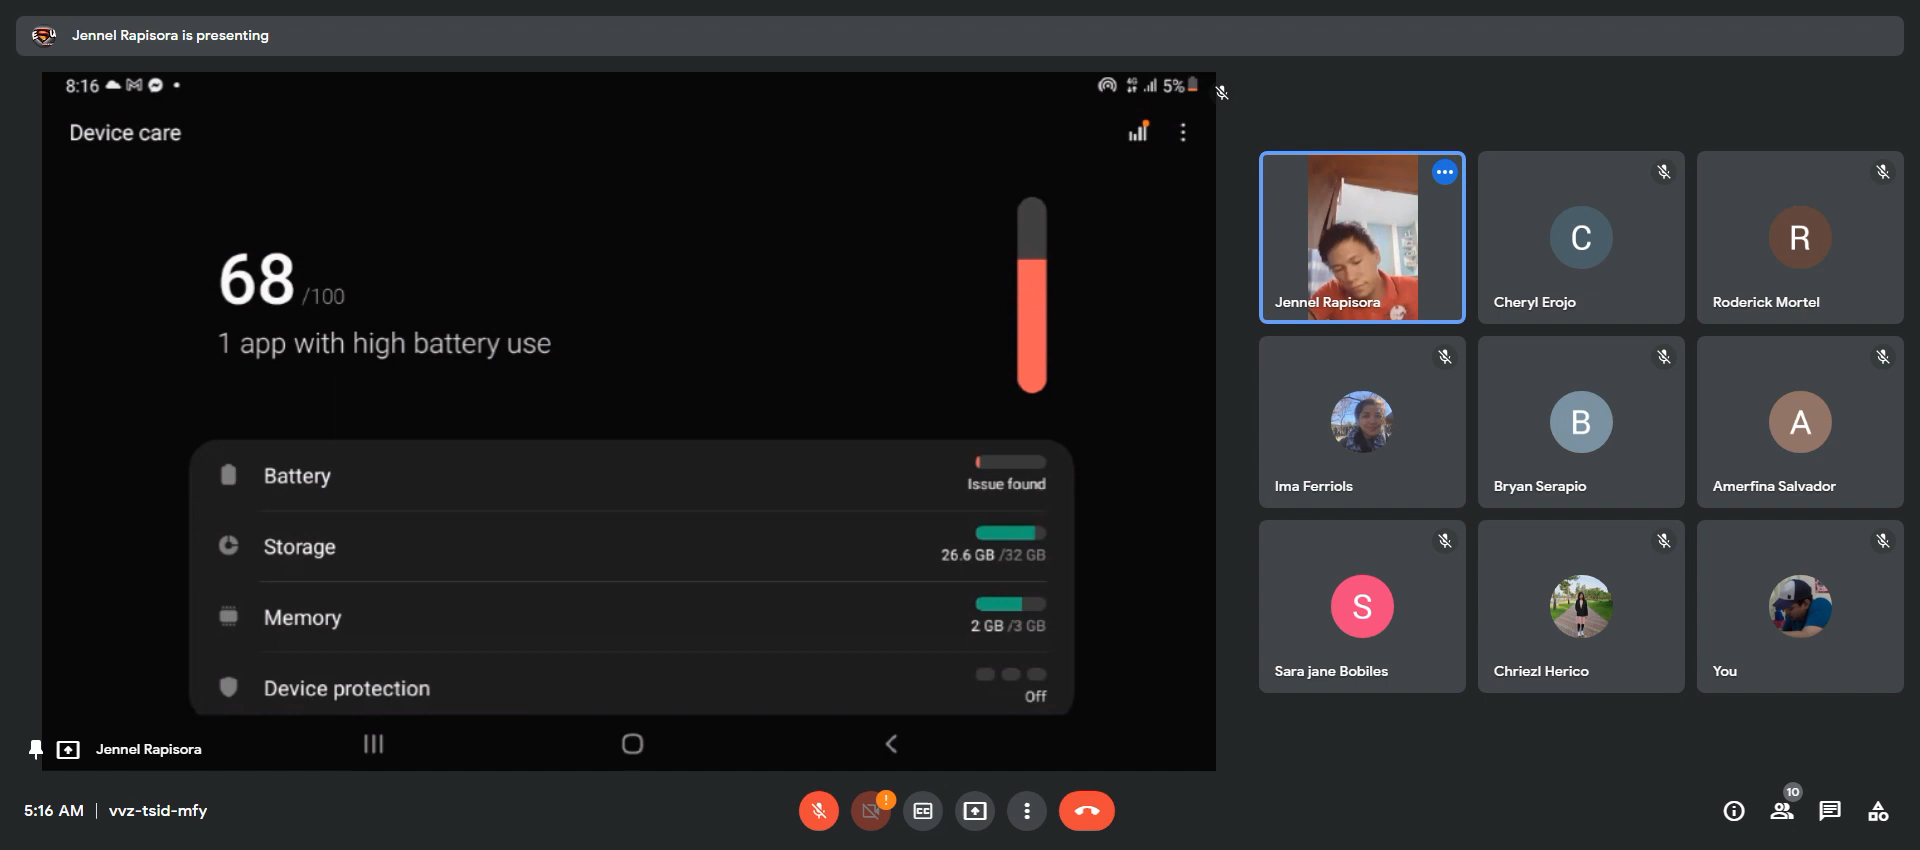 Jennel Rapisora is presenting
8:16
4G
5%
Device care
68 /100
1 app with high battery use
Battery
Issue found
Storage
26.6 GB /32 GB
Memory
2 GB /3 GB
Device protection
Off
Jennel Rapisora
Jennel Rapisora
C
Cheryl Erojo
R
Roderick Mortel
Ima Ferriols
B
Bryan Serapio
A
Amerfina Salvador
S
Sara jane Bobiles
Chriezl Herico
You
5:16 AM | vvz-tsid-mfy
CC
10